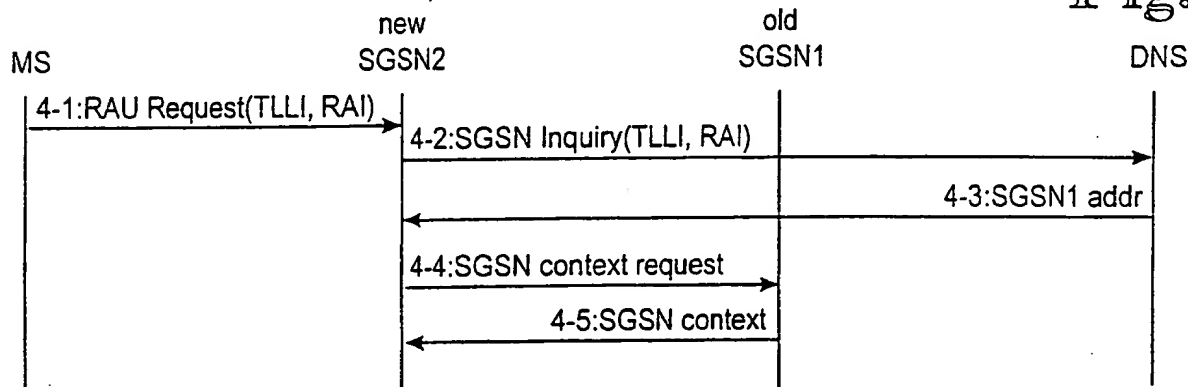 Fig.
new
old
MS
SGSN2
SGSN1
DNS
4-1:RAU Request(TLLI, RAI)
4-2:SGSN Inquiry(TLLI, RAI)
4-3:SGSN1 addr
4-4:SGSN context request
4-5:SGSN context